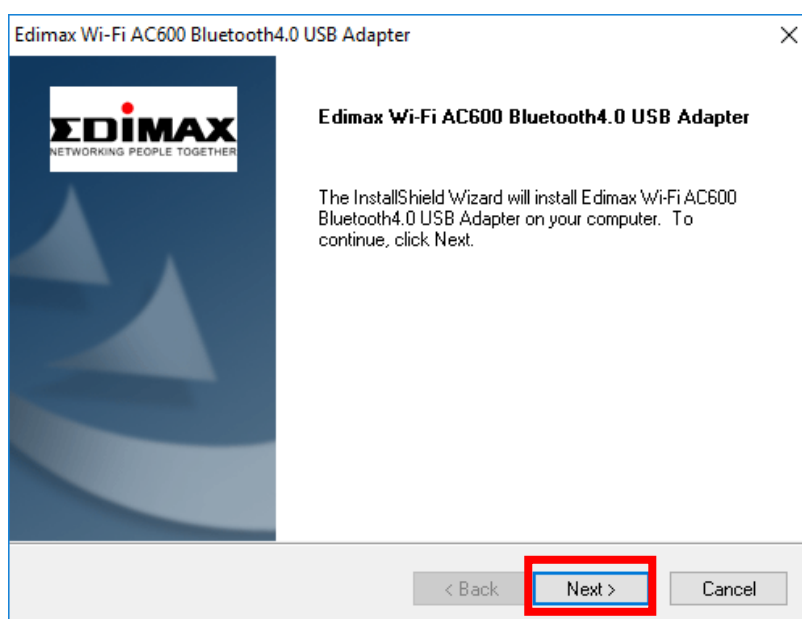 Edimax Wi-Fi AC600 Bluetooth4.0 USB Adapter
EDiMAX
NETWORKING PEOPLE TOGETHER
Edimax Wi-Fi AC600 Bluetooth4.0 USB Adapter
The InstallShield Wizard will install Edimax Wi-Fi AC600
Bluetooth4.0 USB Adapter on your computer. To
continue, click Next.
< Back Next > Cancel